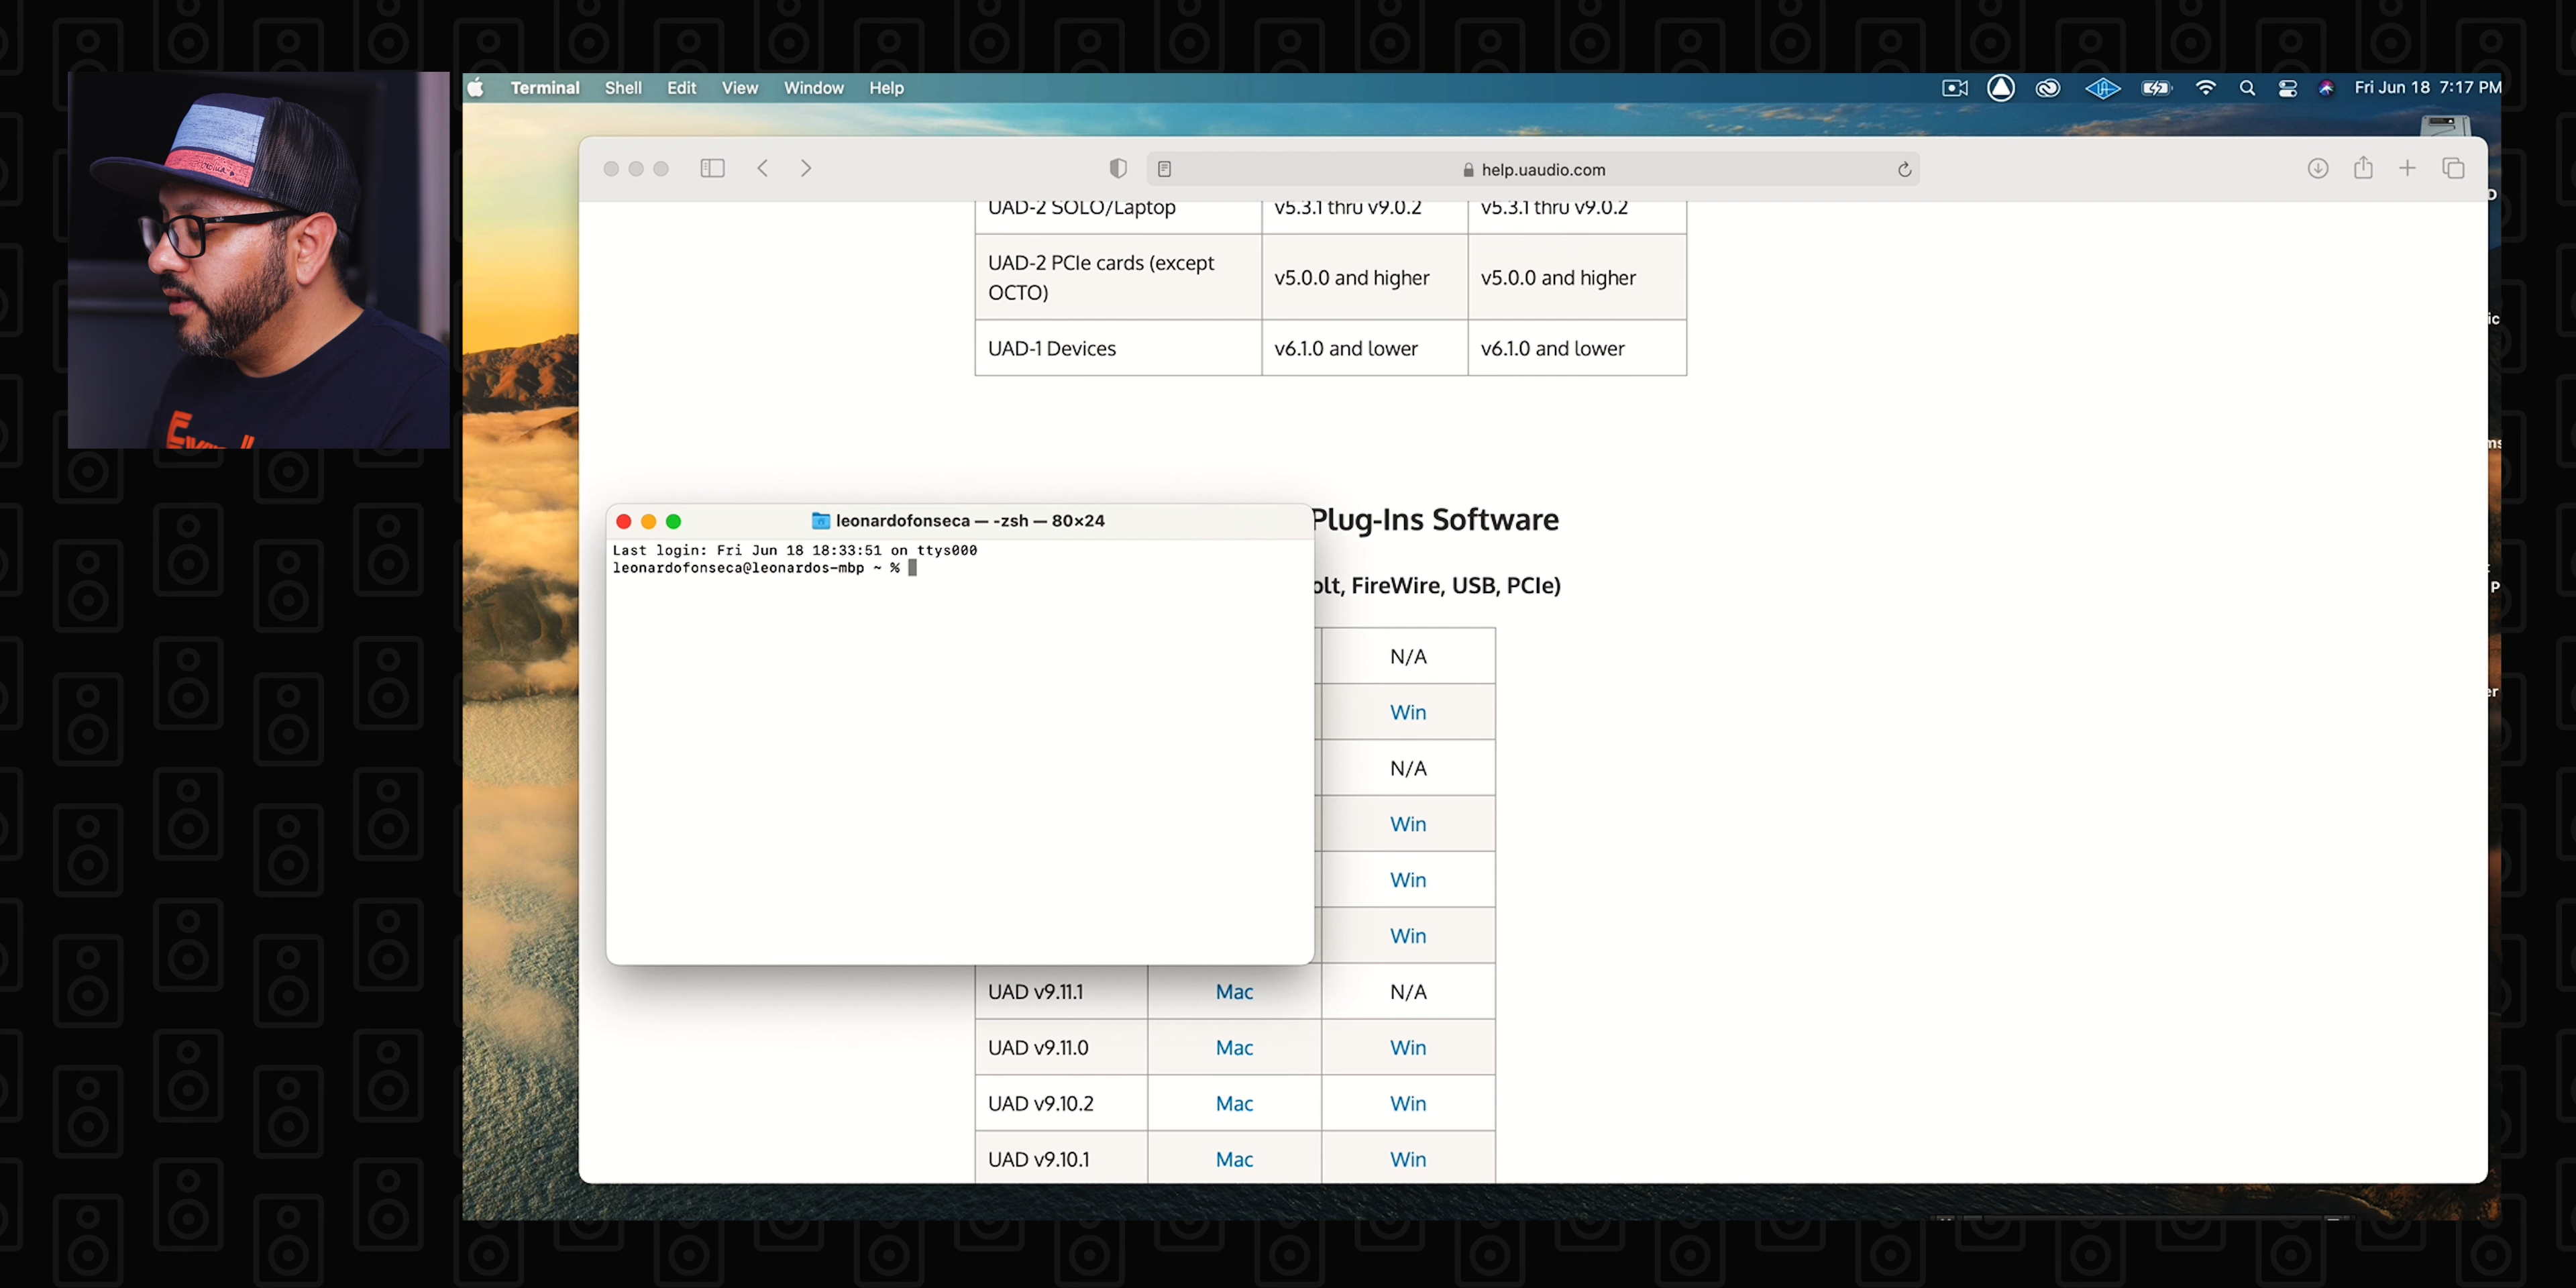 Terminal Shell Edit View Window Help
Fri Jun 18 7:17 PM
help.uaudio.com
UAD-2 SOLO/Laptop v5.3.1 thru v9.0.2 v5.3.1 thru v9.0.2
UAD-2 PCIe cards (except OCTO) v5.0.0 and higher v5.0.0 and higher
UAD-1 Devices v6.1.0 and lower v6.1.0 and lower
Plug-Ins Software
olt, FireWire, USB, PCIe)
leonardofonseca — -zsh — 80×24
Last login: Fri Jun 18 18:33:51 on ttys000
leonardofonseca@leonardos-mbp ~ %
N/A
Win
N/A
Win
Win
Win
UAD v9.11.1 Mac N/A
UAD v9.11.0 Mac Win
UAD v9.10.2 Mac Win
UAD v9.10.1 Mac Win